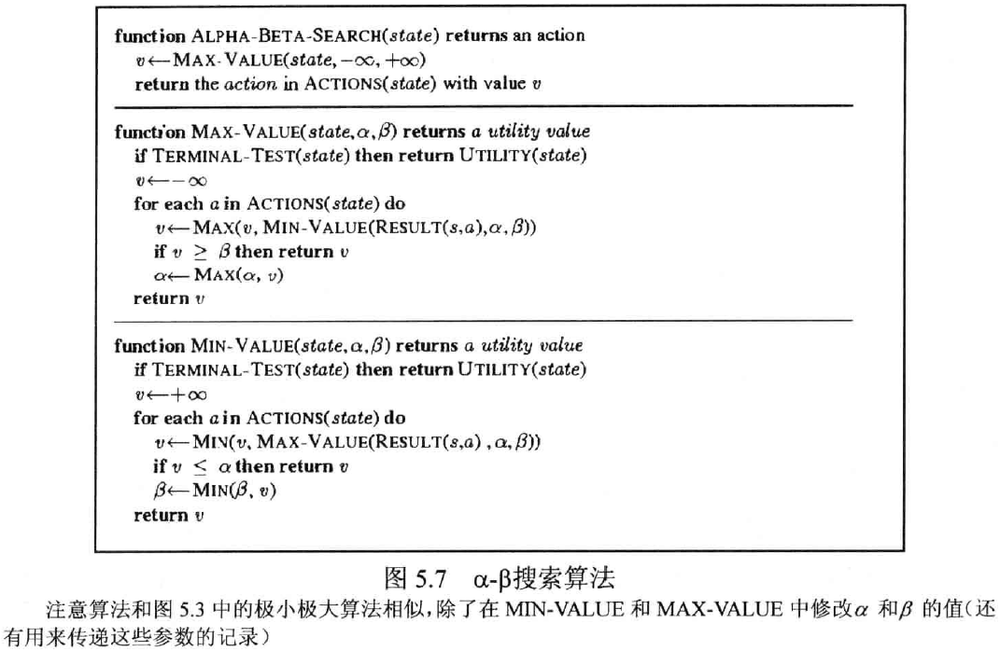 function ALPHA-BETA-SEARCH(state) returns an action
v←MAX-VALUE(state,−∞,+∞)
return the action in ACTIONS(state) with value v
function MAX-VALUE(state,α,β) returns a utility value
if TERMINAL-TEST(state) then return UTILITY(state)
v←−∞
for each a in ACTIONS(state) do
v←MAX(v, MIN-VALUE(RESULT(s,a),α,β))
if v ≥ β then return v
α←MAX(α, v)
return v
function MIN-VALUE(state,α,β) returns a utility value
if TERMINAL-TEST(state) then return UTILITY(state)
v←+∞
for each a in ACTIONS(state) do
v←MIN(v, MAX-VALUE(RESULT(s,a) ,α,β))
if v ≤ α then return v
β←MIN(β, v)
return v
图 5.7 α-β搜索算法
注意算法和图 5.3 中的极小极大算法相似,除了在 MIN-VALUE 和 MAX-VALUE 中修改α 和β 的值(还
有用来传递这些参数的记录)